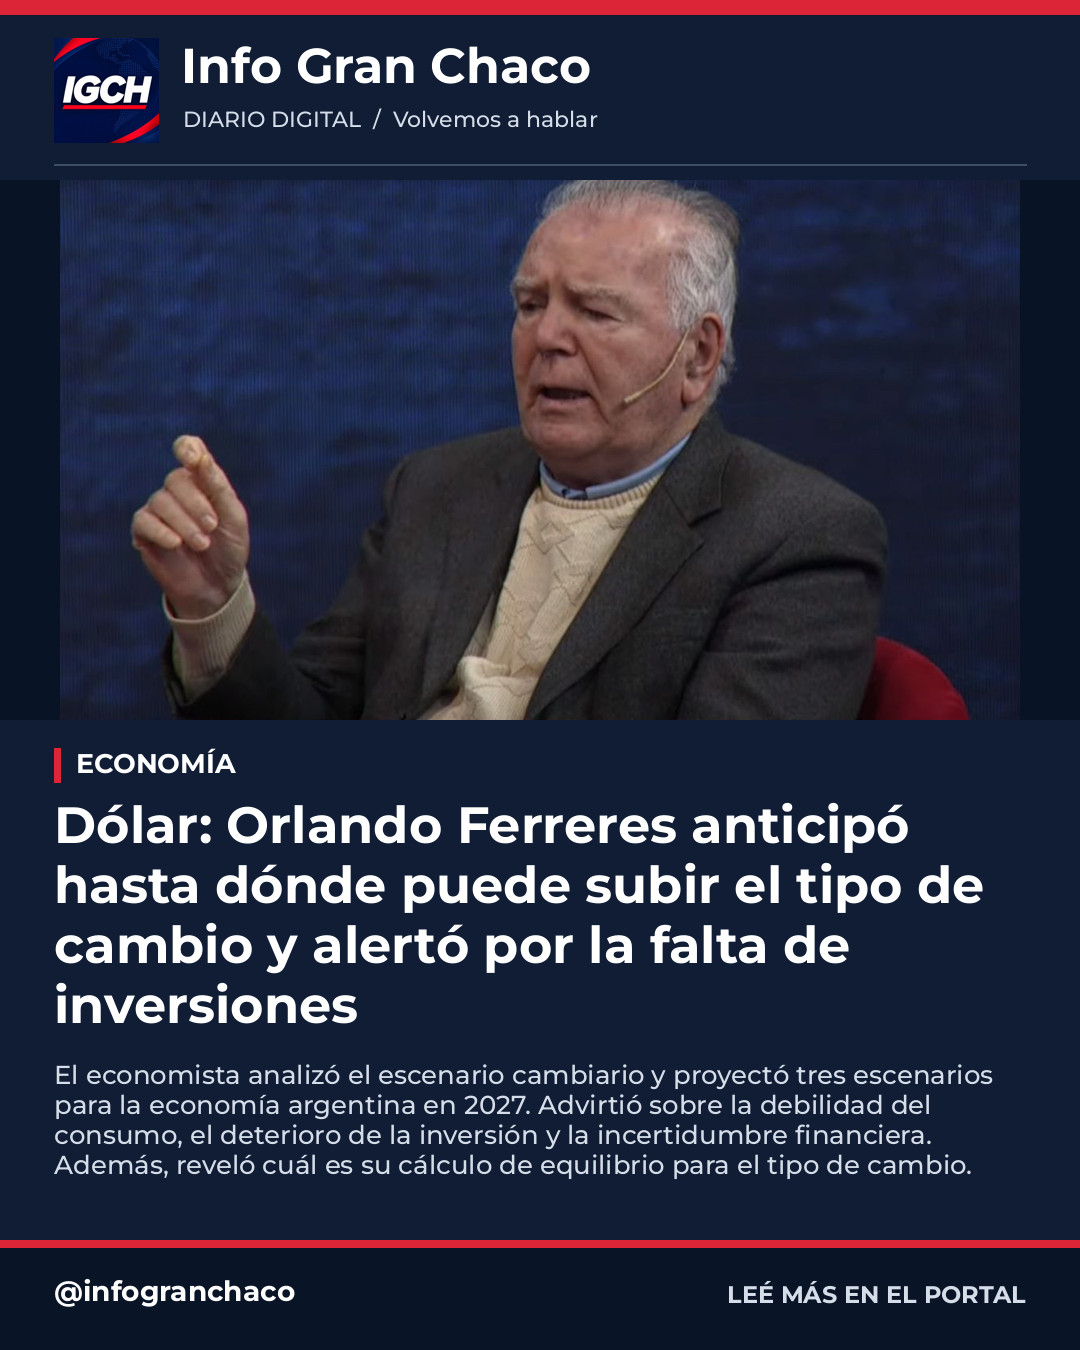 IGCH
Info Gran Chaco
DIARIO DIGITAL / Volvemos a hablar
ECONOMÍA
Dólar: Orlando Ferreres anticipó
hasta dónde puede subir el tipo de
cambio y alertó por la falta de
inversiones
El economista analizó el escenario cambiario y proyectó tres escenarios
para la economía argentina en 2027. Advirtió sobre la debilidad del
consumo, el deterioro de la inversión y la incertidumbre financiera.
Además, reveló cuál es su cálculo de equilibrio para el tipo de cambio.
@infogranchaco
LEÉ MÁS EN EL PORTAL